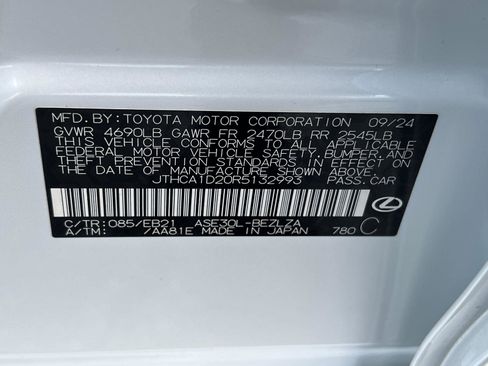 MFD.BY:TOYOTA MOTOR CORPORATION 09/24
GVWR 4690LB GAWR FR 2470LB RR 2545LB
THIS VEHICLE CONFORMS TO ALL APPLICABLE
FEDERAL MOTOR VEHICLE SAFETY,BUMPER,AND
THEFT PREVENTION STANDARDS IN EFFECT ON
THE DATE OF MANUFACTURE SHOWN ABOVE.
JTHCA1D20R5132993 PASS.CAR
C/TR:085/EB21 ASE30L-BEZLZA
A/TM: /AA81E MADE IN JAPAN 780 C